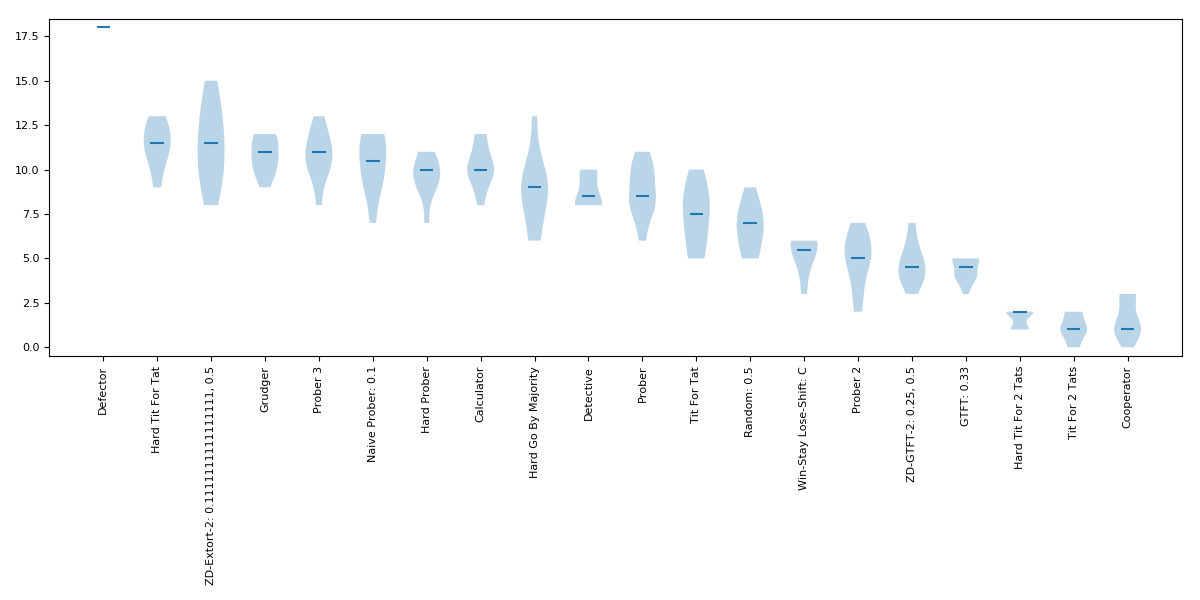 17.5
15.0
12.5
10.0
7.5
5.0
2.5
0.0
Defector
Hard Tit For Tat
ZD-Extort-2: 0.1111111111111111, 0.5
Grudger
Prober 3
Naive Prober: 0.1
Hard Prober
Calculator
Hard Go By Majority
Detective
Prober
Tit For Tat
Random: 0.5
Win-Stay Lose-Shift: C
Prober 2
ZD-GTFT-2: 0.25, 0.5
GTFT: 0.33
Hard Tit For 2 Tats
Tit For 2 Tats
Cooperator